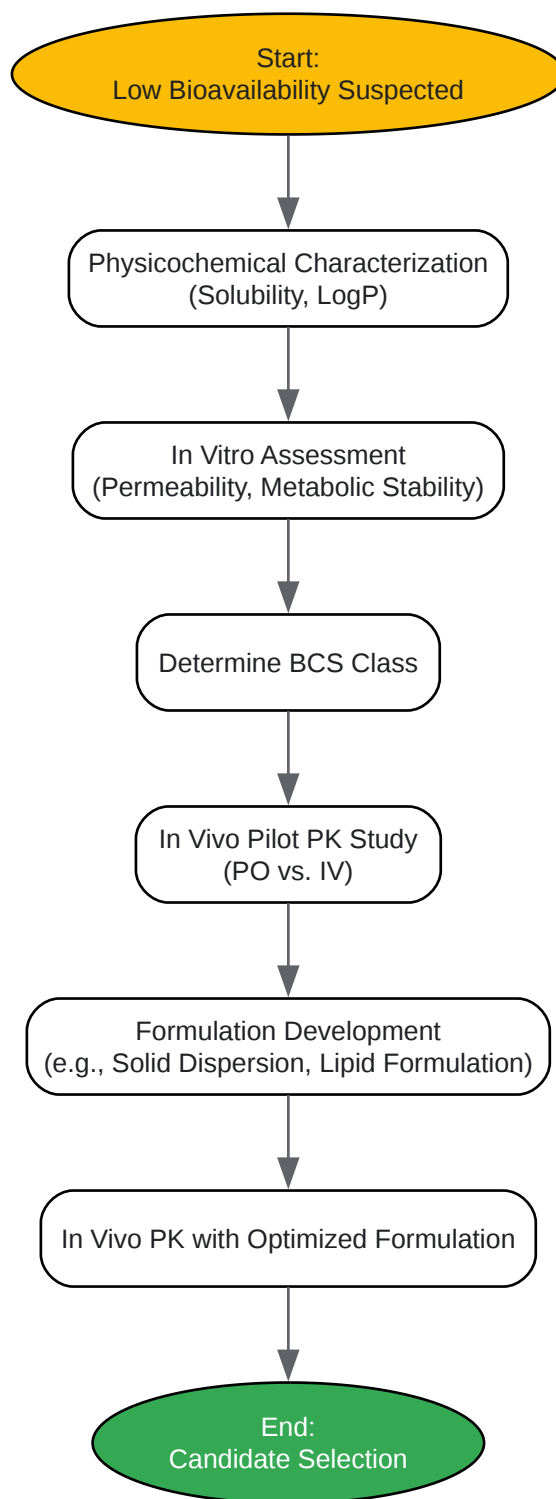 Start:
Low Bioavailability Suspected
Physicochemical Characterization
(Solubility, LogP)
In Vitro Assessment
(Permeability, Metabolic Stability)
Determine BCS Class
In Vivo Pilot PK Study
(PO vs. IV)
Formulation Development
(e.g., Solid Dispersion, Lipid Formulation)
In Vivo PK with Optimized Formulation
End:
Candidate Selection